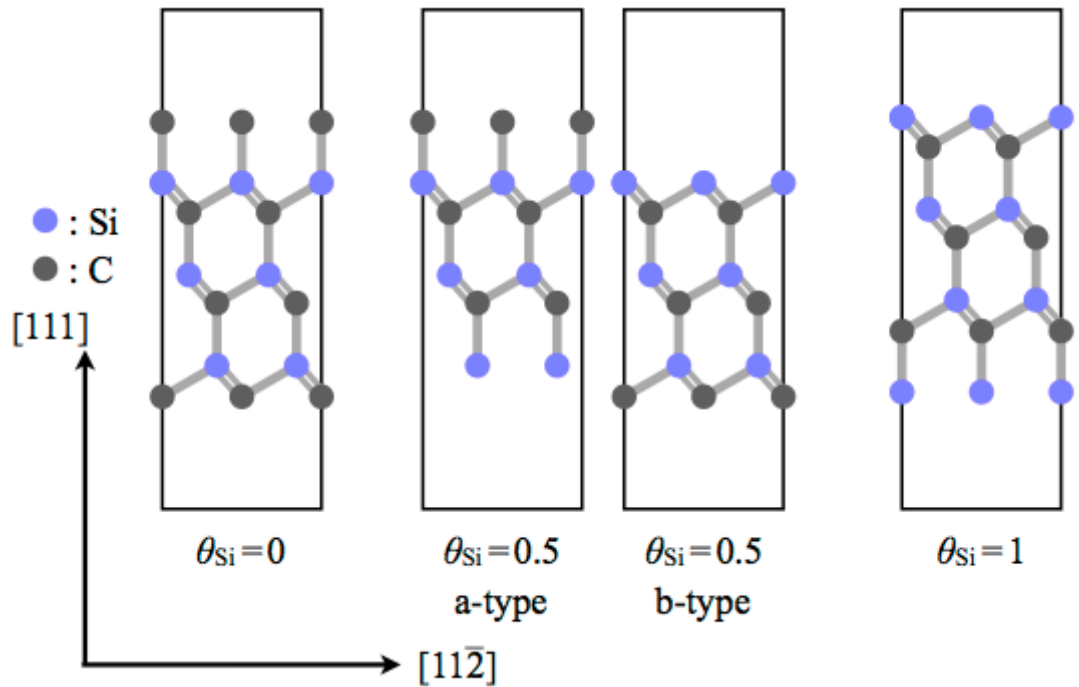 : Si
: C
[111]
θSi = 0
θSi = 0.5
a-type
θSi = 0.5
b-type
θSi = 1
[112̅]